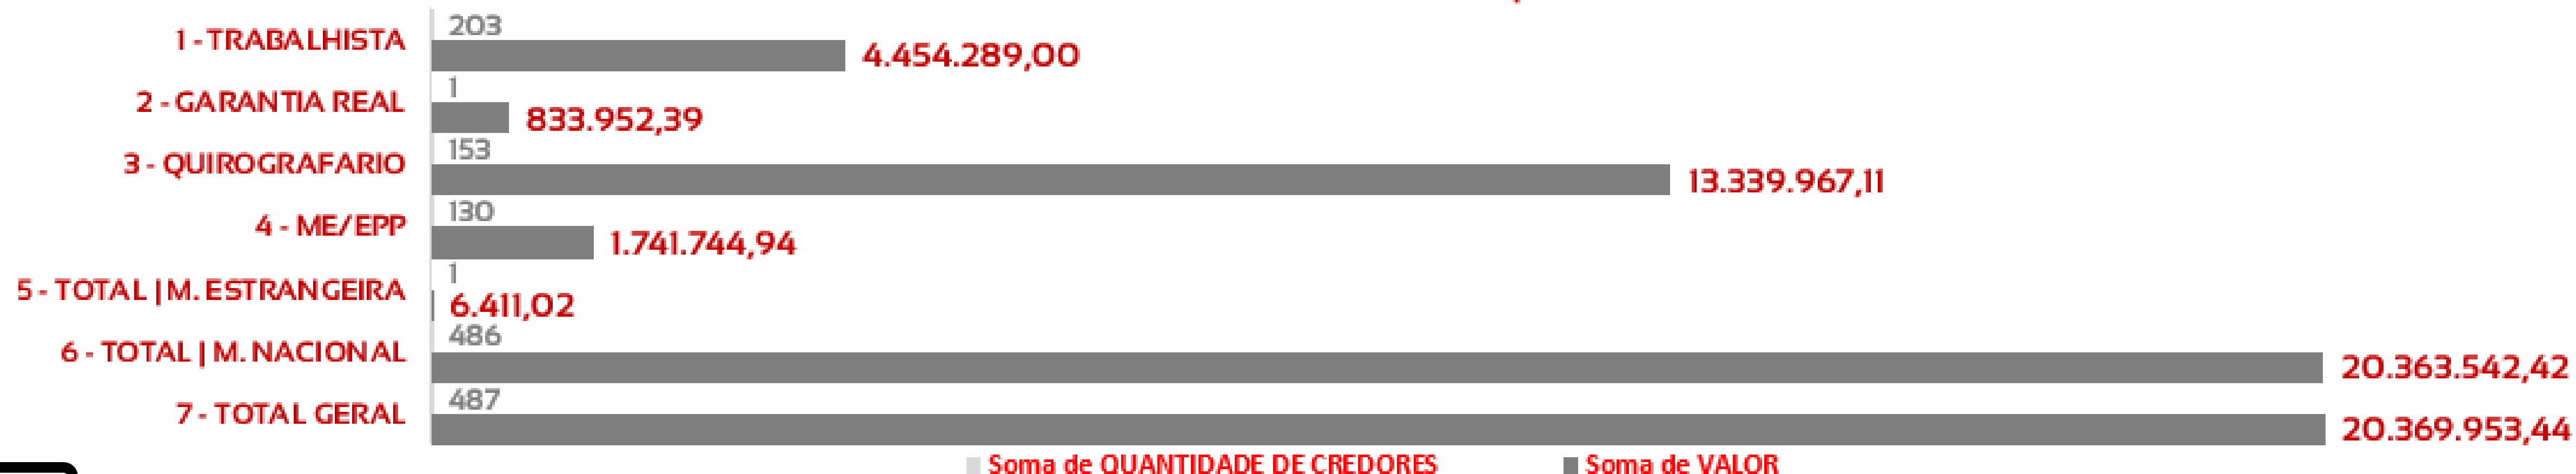 203
1 - TRABALHISTA
4.454.289,00
1
2 - GARANTIA REAL
833.952,39
153
3 - QUIROGRAFARIO
13.339.967,11
130
4 - ME/EPP
1.741.744,94
1
5 - TOTAL | M. ESTRANGEIRA
6.411,02
486
6 - TOTAL | M. NACIONAL
20.363.542,42
487
7 - TOTAL GERAL
20.369.953,44
Soma de QUANTIDADE DE CREDORES
Soma de VALOR